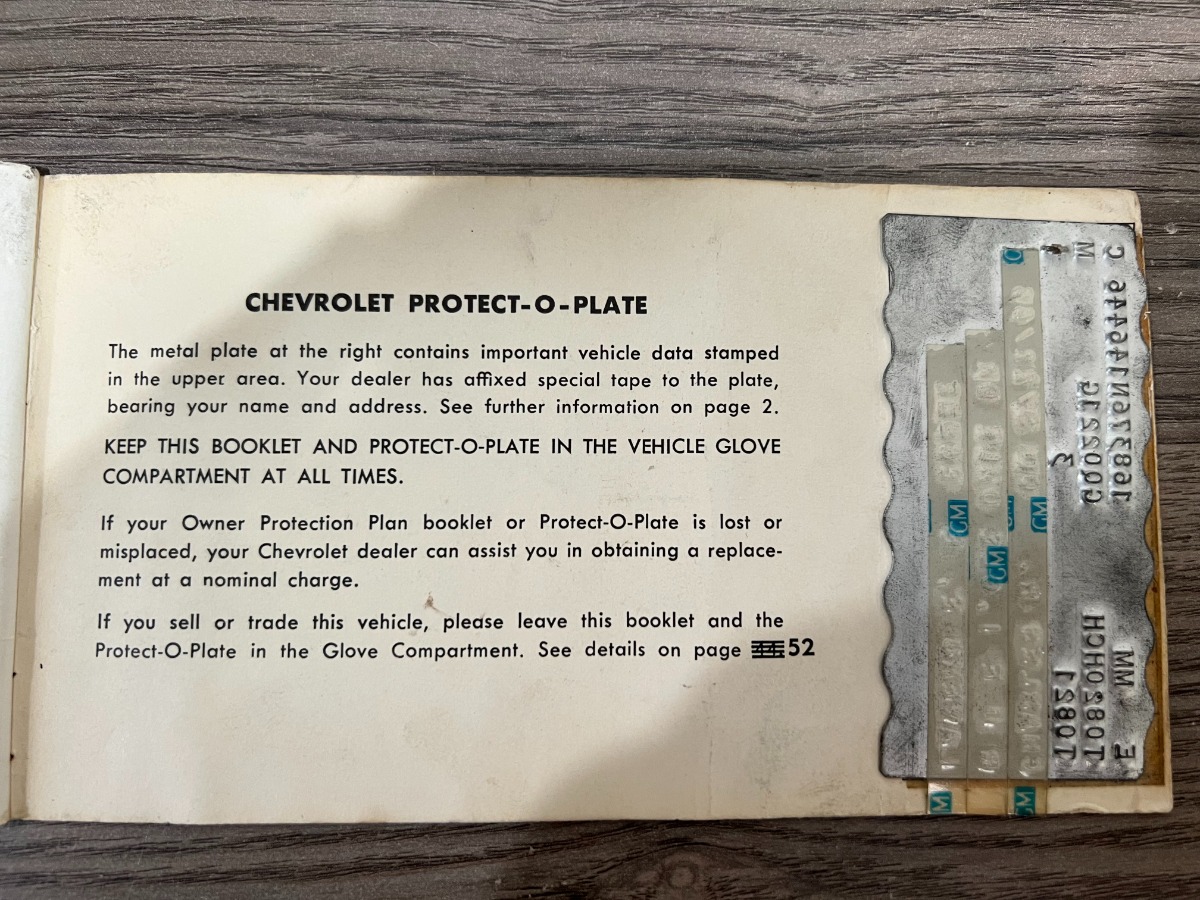 CHEVROLET PROTECT-O-PLATE
The metal plate at the right contains important vehicle data stamped
in the upper area. Your dealer has affixed special tape to the plate,
bearing your name and address. See further information on page 2.
KEEP THIS BOOKLET AND PROTECT-O-PLATE IN THE VEHICLE GLOVE
COMPARTMENT AT ALL TIMES.
If your Owner Protection Plan booklet or Protect-O-Plate is lost or
misplaced, your Chevrolet dealer can assist you in obtaining a replace-
ment at a nominal charge.
If you sell or trade this vehicle, please leave this booklet and the
Protect-O-Plate in the Glove Compartment. See details on page 44. 52
E MM
168376N146446 C
M
T0821
3
GM
GM
GM
GM
GM